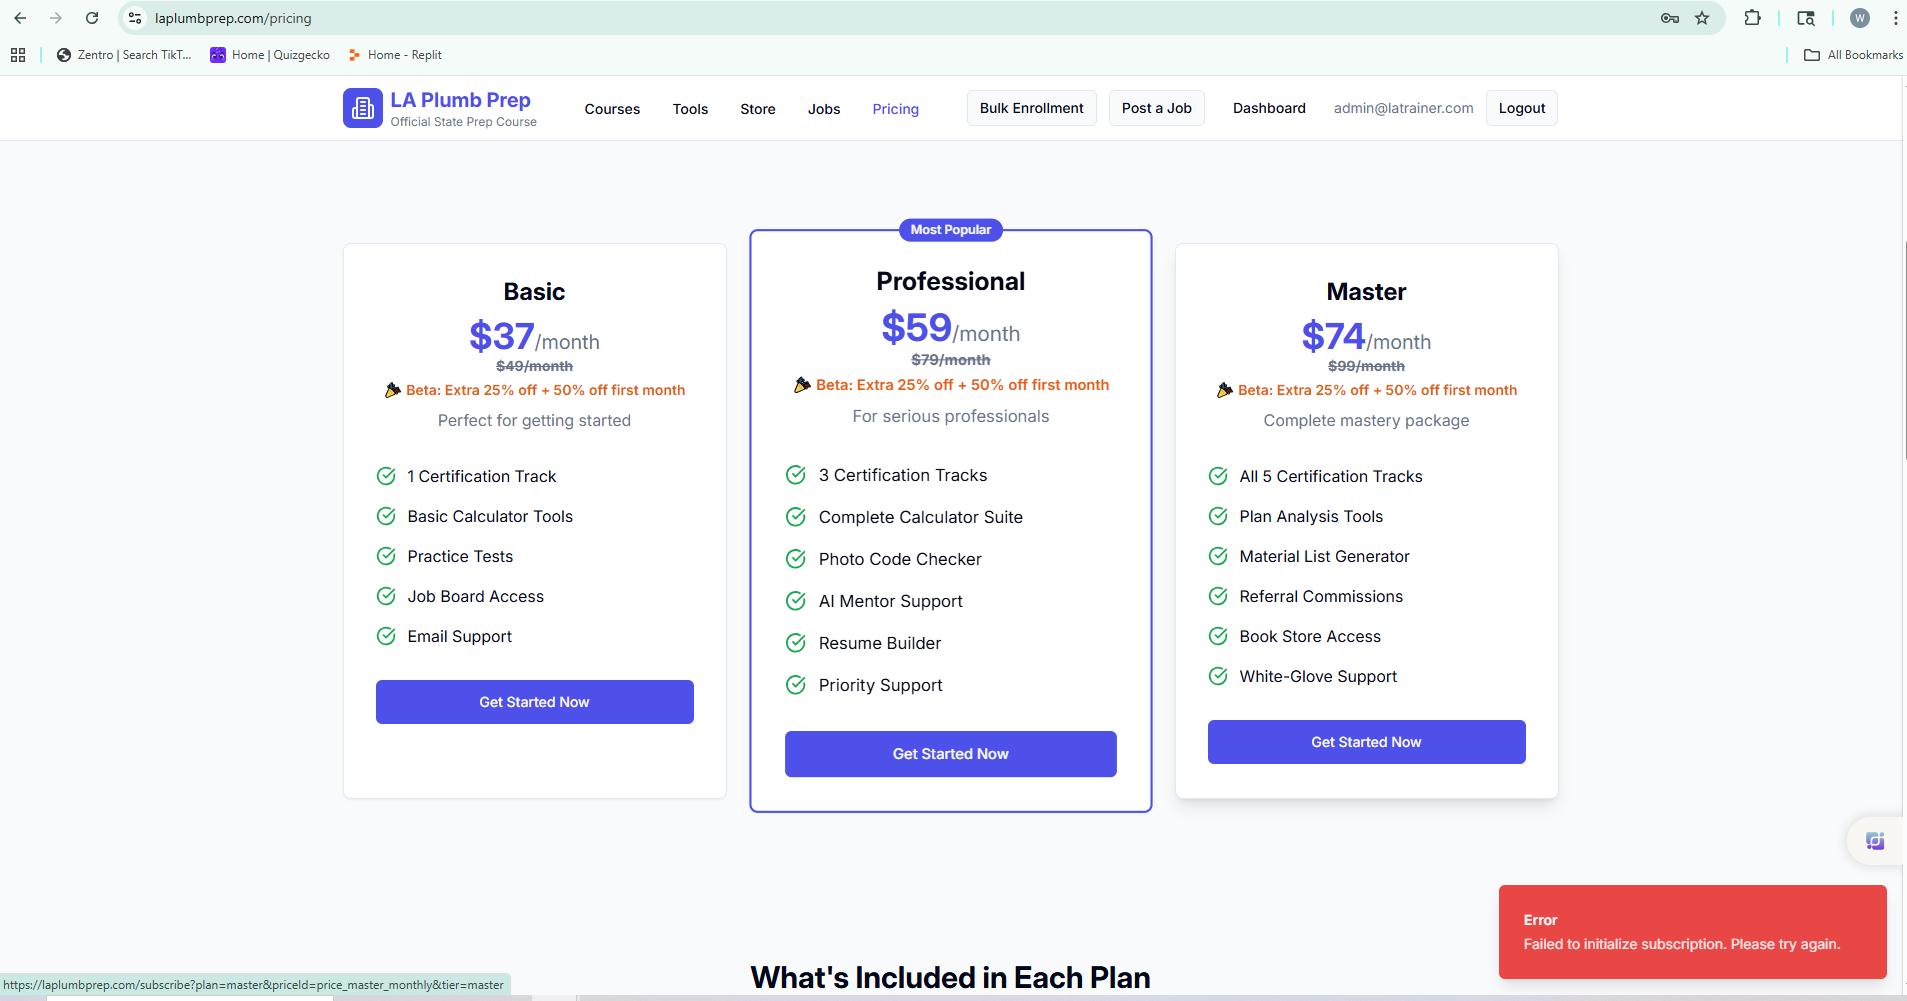 laplumbprep.com/pricing
W
Zentro | Search TikT...
Home | Quizgecko
Home - Replit
All Bookmarks
LA Plumb Prep
Official State Prep Course
Courses
Tools
Store
Jobs
Pricing
Bulk Enrollment
Post a Job
Dashboard
admin@latrainer.com
Logout
Basic
$37/month
$49/month
Beta: Extra 25% off + 50% off first month
Perfect for getting started
1 Certification Track
Basic Calculator Tools
Practice Tests
Job Board Access
Email Support
Get Started Now
Most Popular
Professional
$59/month
$79/month
Beta: Extra 25% off + 50% off first month
For serious professionals
3 Certification Tracks
Complete Calculator Suite
Photo Code Checker
AI Mentor Support
Resume Builder
Priority Support
Get Started Now
Master
$74/month
$99/month
Beta: Extra 25% off + 50% off first month
Complete mastery package
All 5 Certification Tracks
Plan Analysis Tools
Material List Generator
Referral Commissions
Book Store Access
White-Glove Support
Get Started Now
Error
Failed to initialize subscription. Please try again.
What's Included in Each Plan
https://laplumbprep.com/subscribe?plan=master&priceId=price_master_monthly&tier=master